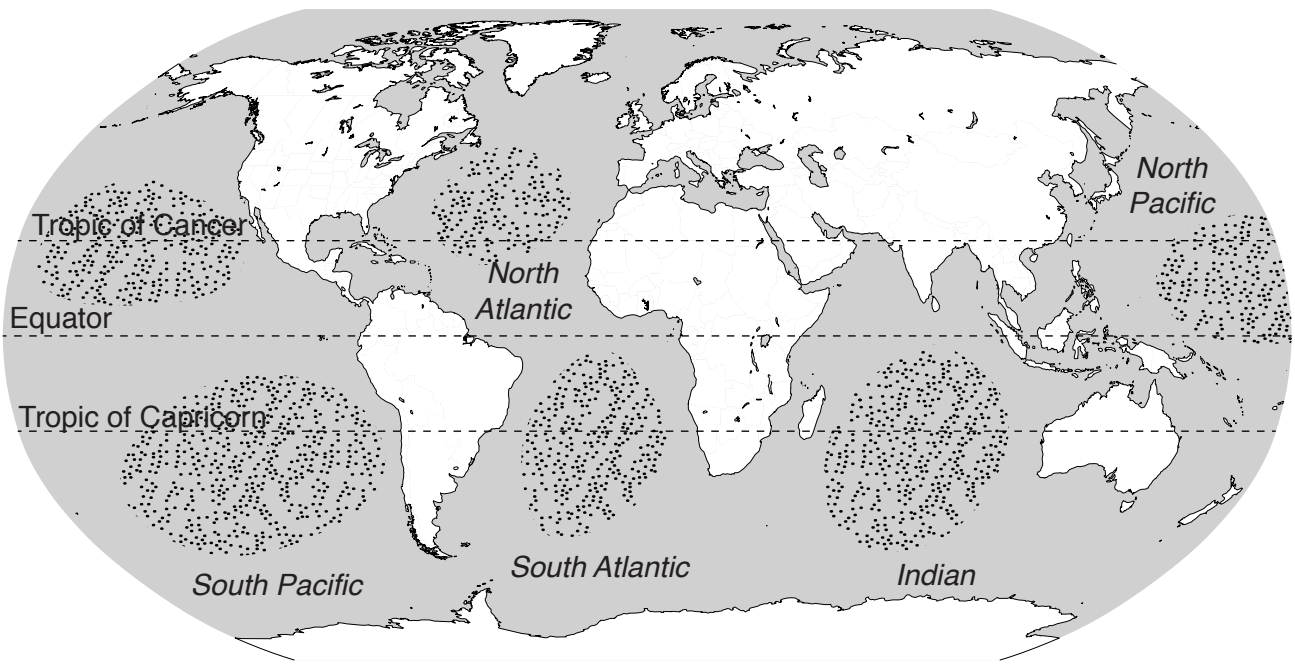 North
Pacific
Tropic of Cancer
North
Atlantic
Equator
Tropic of Capricorn
South Pacific
South Atlantic
Indian